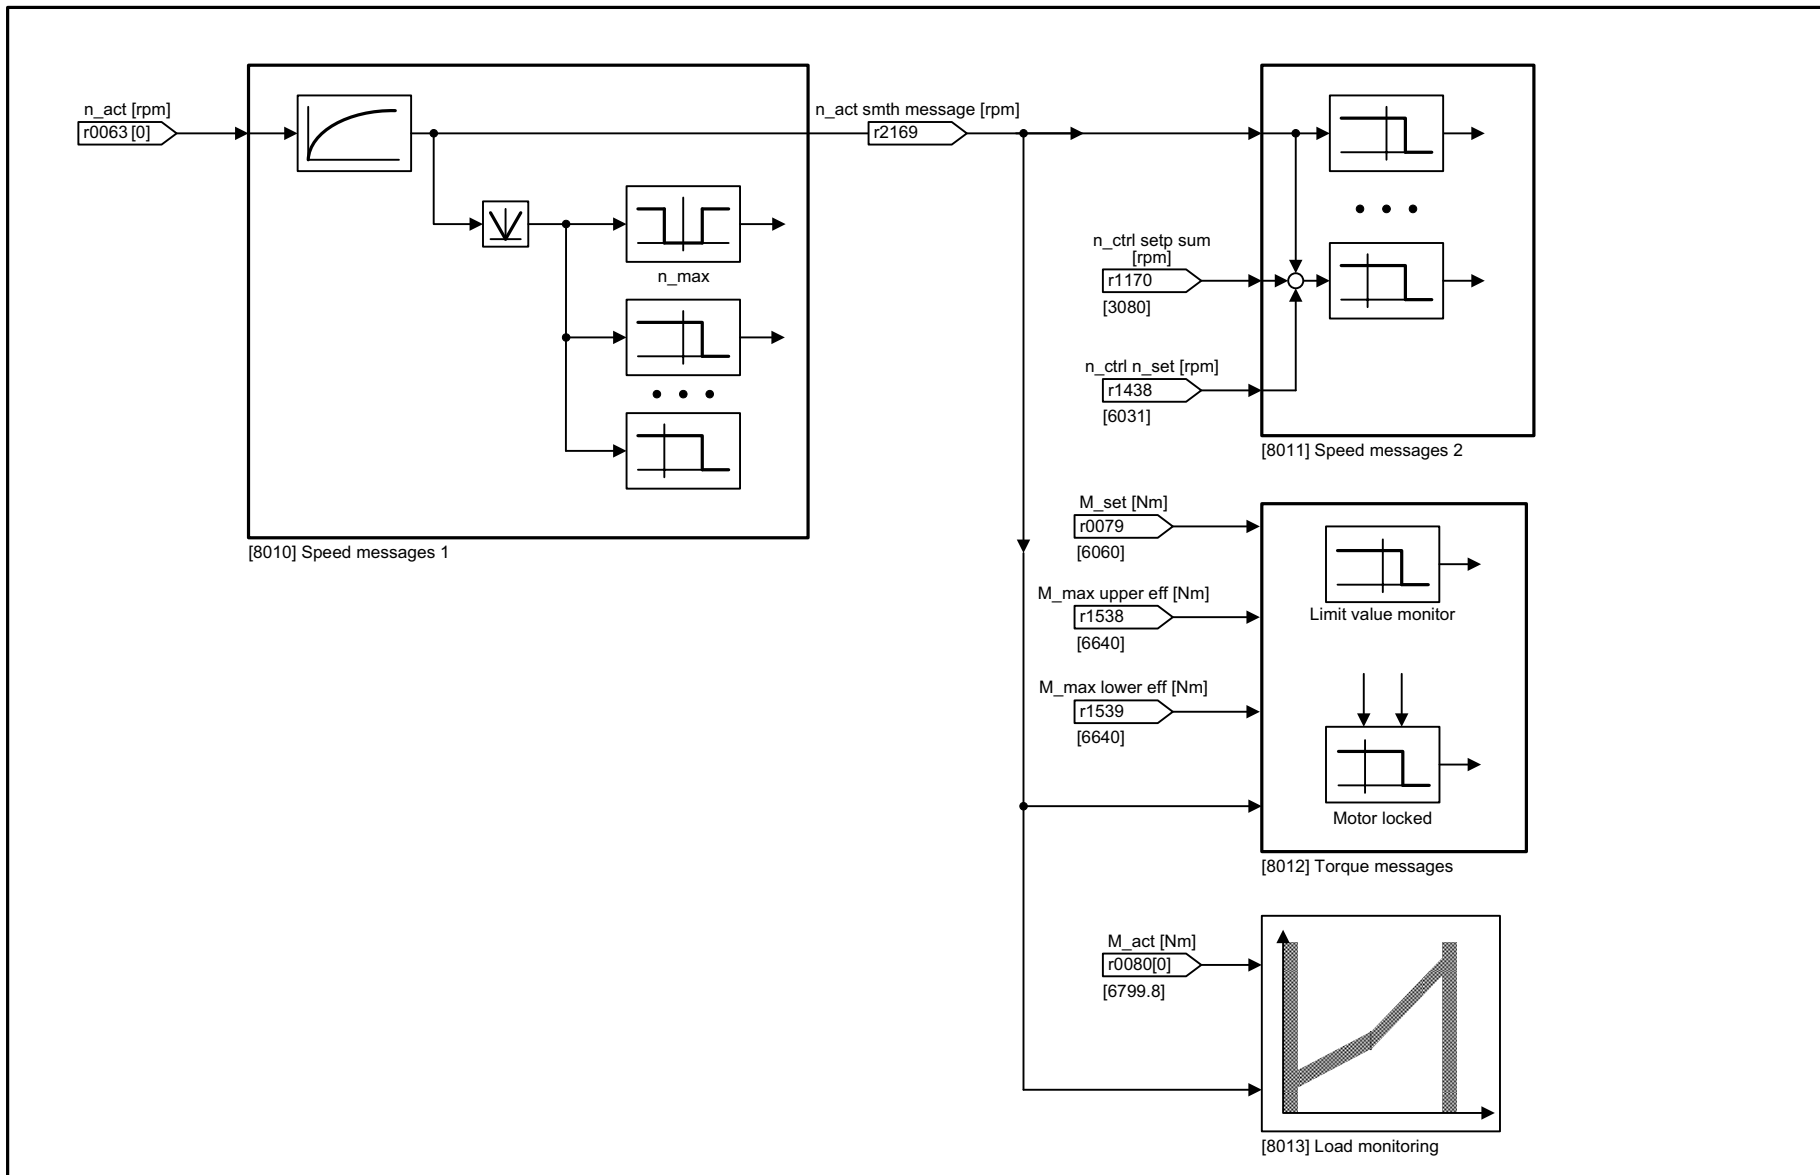 n_act [rpm]
r0063 [0]
n_max
[8010] Speed messages 1
n_act smth message [rpm]
r2169
n_ctrl setp sum
[rpm]
r1170
[3080]
n_ctrl n_set [rpm]
r1438
[6031]
[8011] Speed messages 2
M_set [Nm]
r0079
[6060]
M_max upper eff [Nm]
r1538
[6640]
M_max lower eff [Nm]
r1539
[6640]
Limit value monitor
Motor locked
[8012] Torque messages
M_act [Nm]
r0080[0]
[6799.8]
[8013] Load monitoring